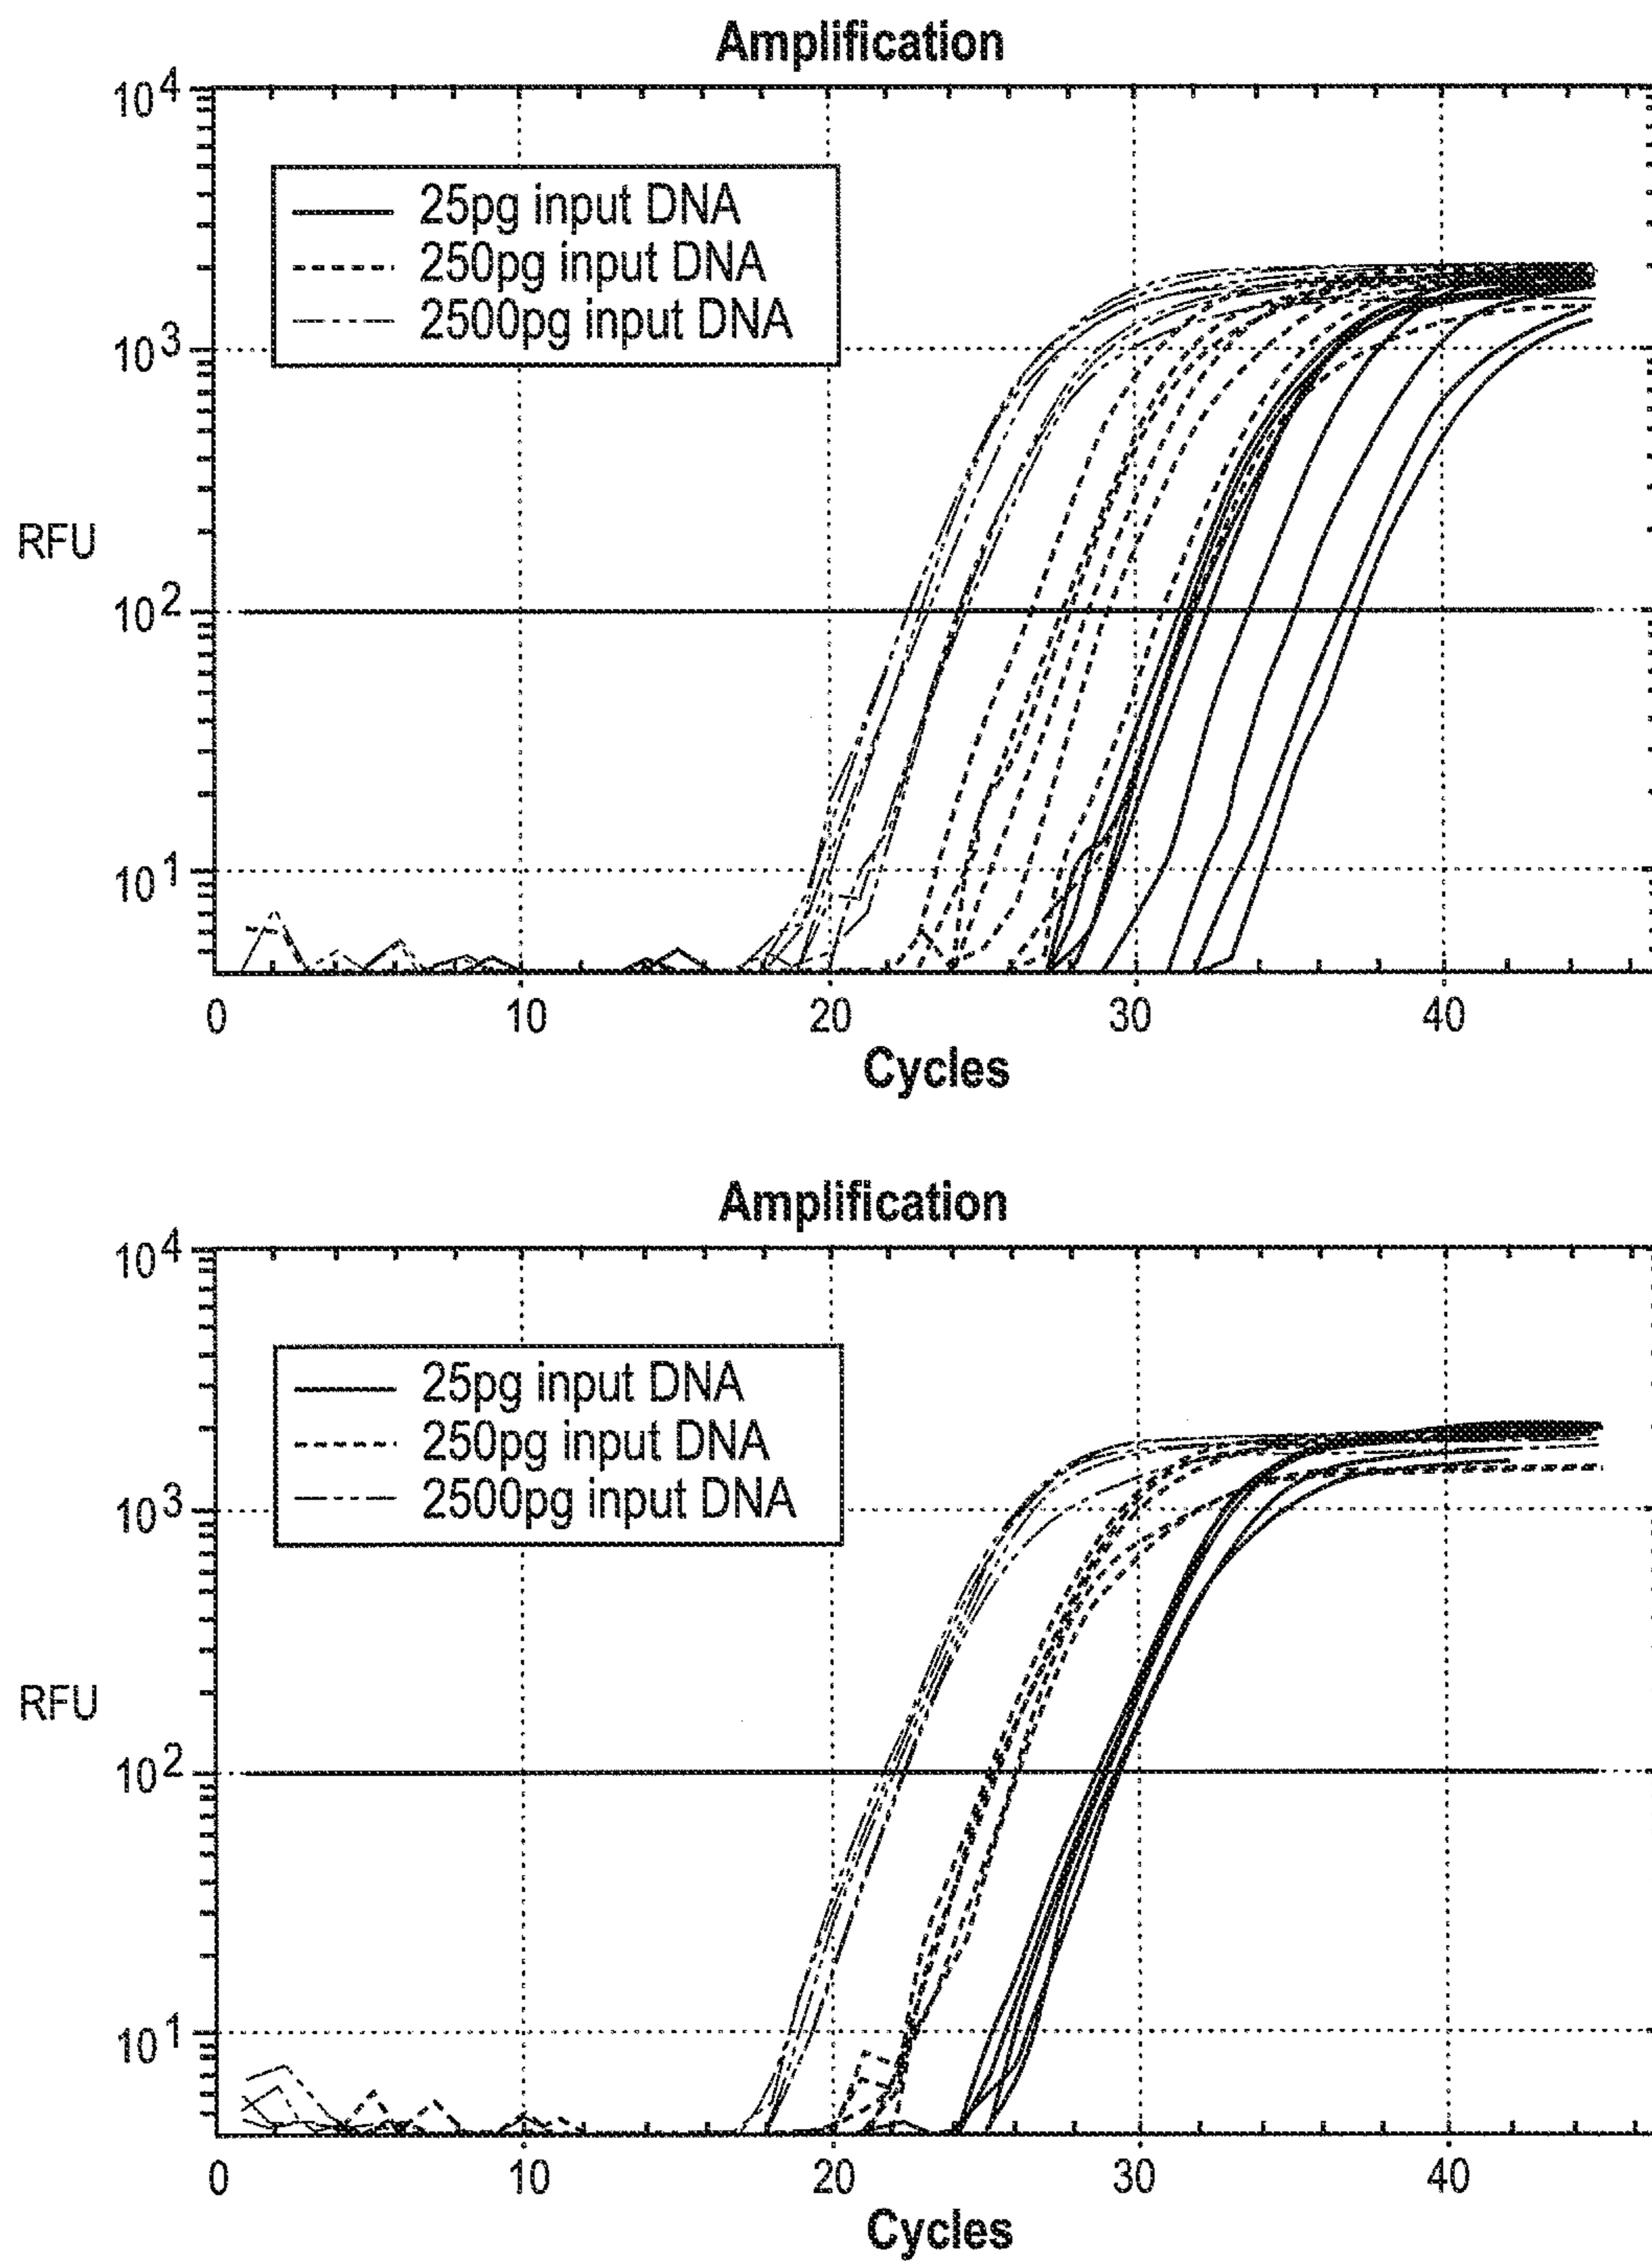 Amplification
10^4
25pg input DNA
250pg input DNA
2500pg input DNA
10^3
RFU
10^2
10^1
0 10 20 30 40
Cycles
Amplification
10^4
25pg input DNA
250pg input DNA
2500pg input DNA
10^3
RFU
10^2
10^1
0 10 20 30 40
Cycles